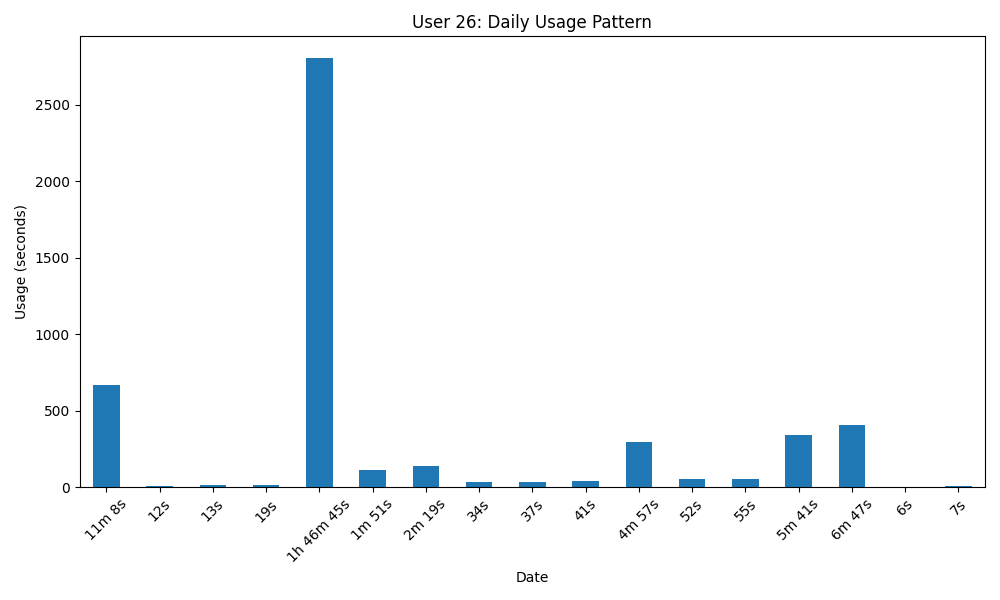 User 26: Daily Usage Pattern
Usage (seconds)
2500
2000
1500
1000
500
0
11m 8s
12s
13s
19s
1h 46m 45s
1m 51s
2m 19s
34s
37s
41s
4m 57s
52s
55s
5m 41s
6m 47s
6s
7s
Date